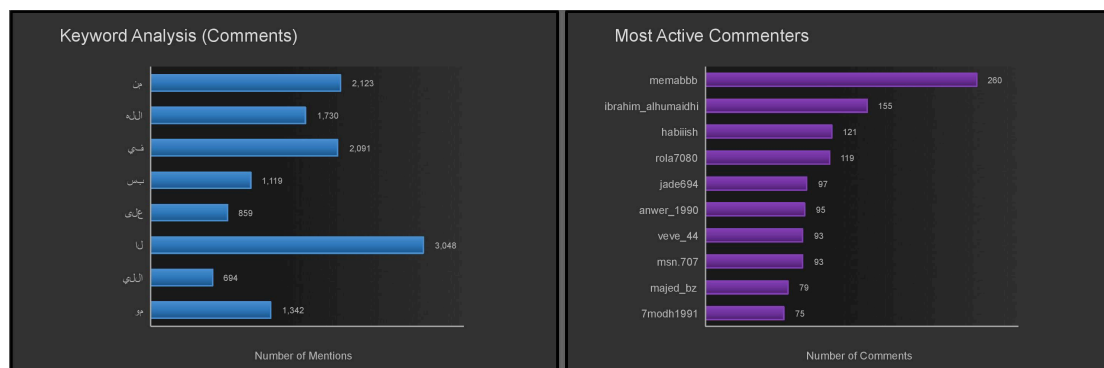 Keyword Analysis (Comments)
من
2,123
الله
1,730
في
2,091
بس
1,119
على
859
لا
3,048
اللي
694
مو
1,342
Number of Mentions
Most Active Commenters
memabbb
260
ibrahim_alhumaidhi
155
habiiish
121
rola7080
119
jade694
97
anwer_1990
95
veve_44
93
msn.707
93
majed_bz
79
7modh1991
75
Number of Comments